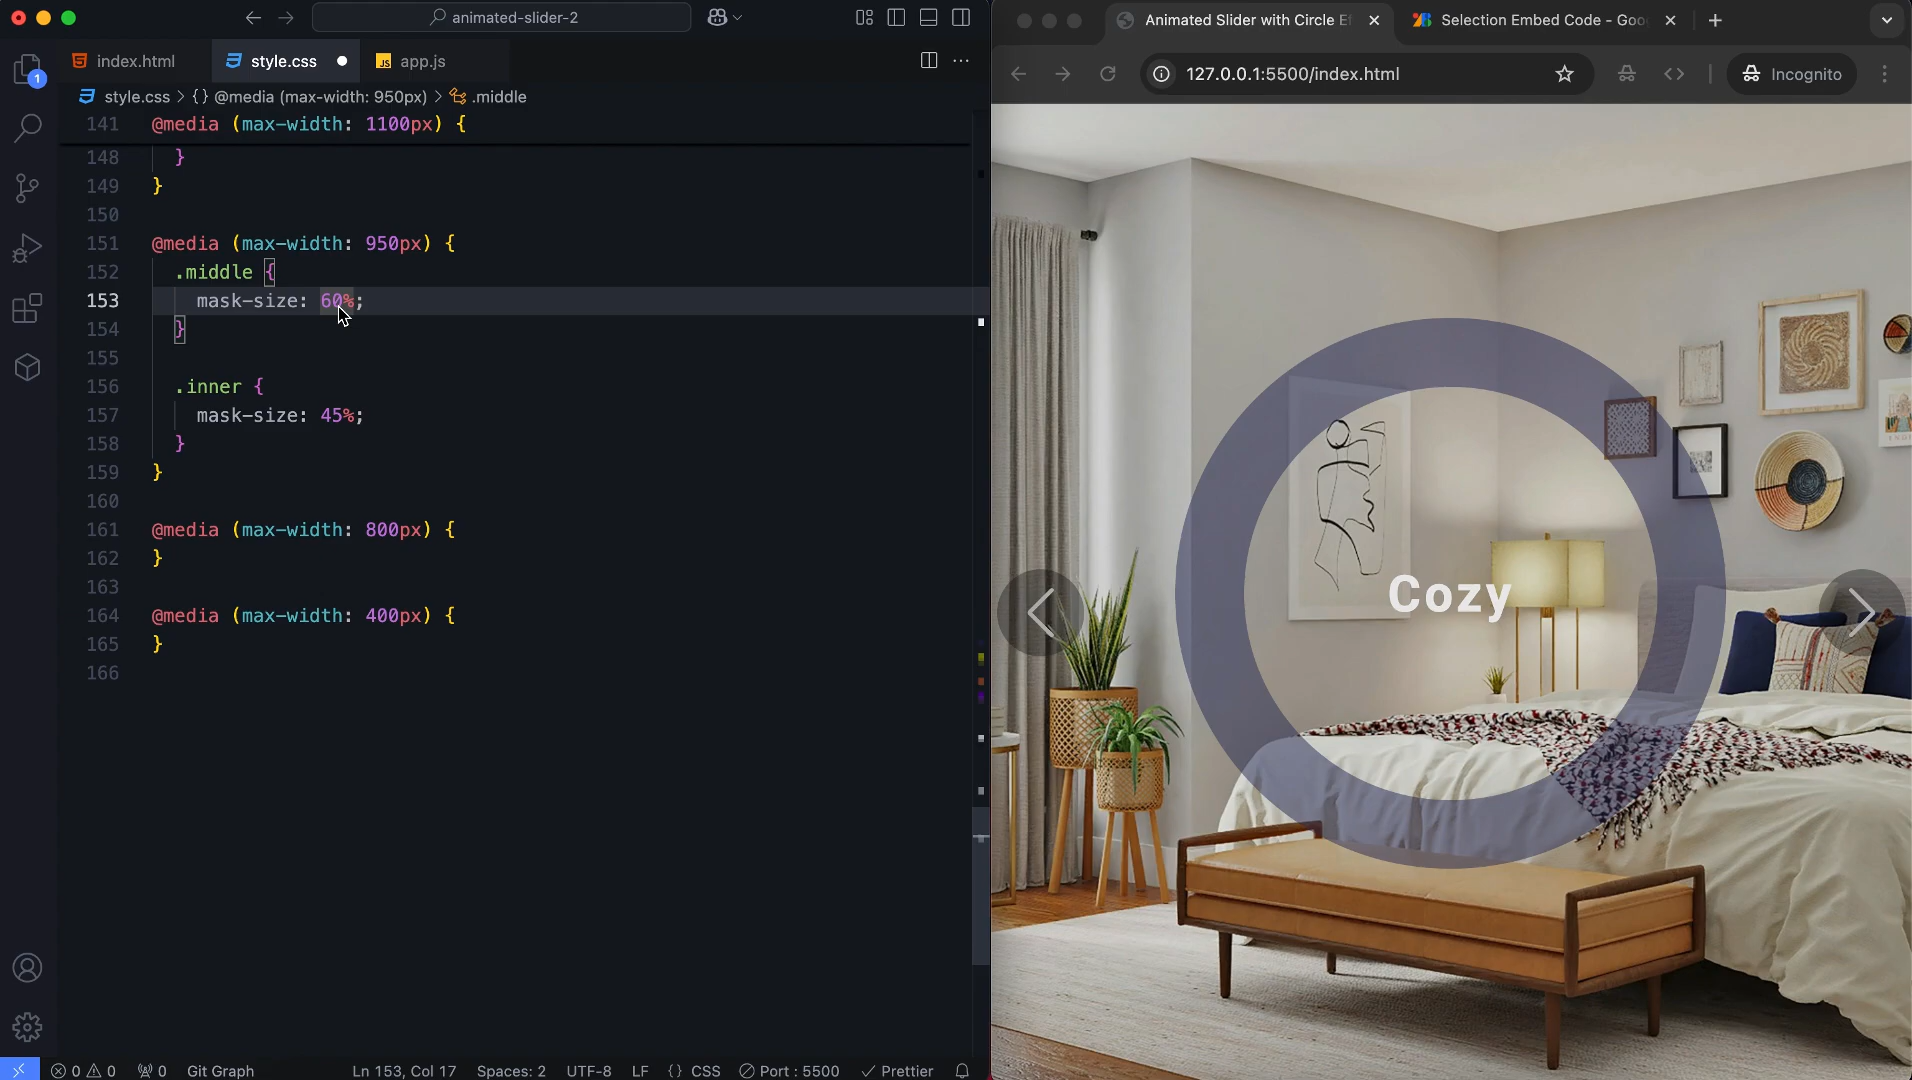 animated-slider-2
index.html
style.css
app.js
style.css > {} @media (max-width: 950px) > .middle
141 @media (max-width: 1100px) {
148 }
149 }
150
151 @media (max-width: 950px) {
152 .middle {
153 mask-size: 60%;
154 }
155
156 .inner {
157 mask-size: 45%;
158 }
159 }
160
161 @media (max-width: 800px) {
162 }
163
164 @media (max-width: 400px) {
165 }
166
1
0 0 0 Git Graph Ln 153, Col 17 Spaces: 2 UTF-8 LF {} CSS Port : 5500 Prettier
Animated Slider with Circle
Selection Embed Code - Goo
127.0.0.1:5500/index.html
Incognito
Cozy